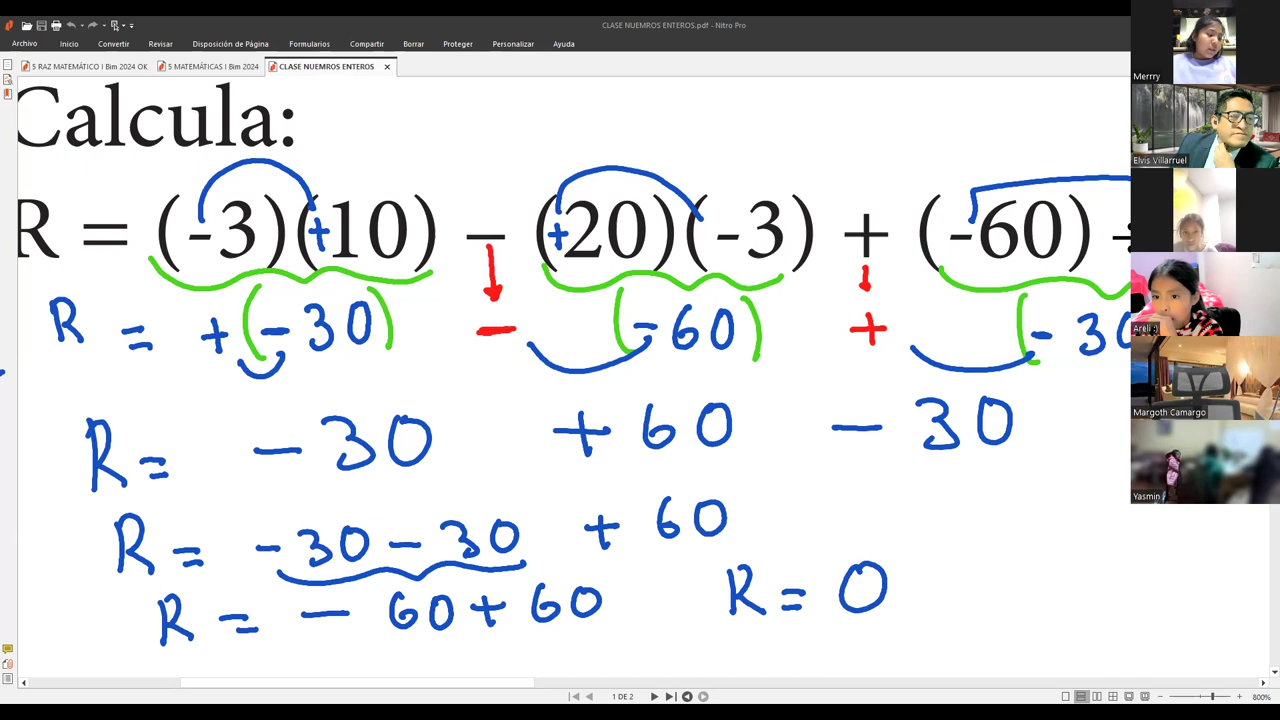 CLASE NUEMROS ENTEROS.pdf - Nitro Pro
Archivo Inicio Convertir Revisar Disposición de Página Formularios Compartir Borrar Proteger Personalizar Ayuda
5 RAZ MATEMÁTICO I Bim 2024 OK 5 MATEMÁTICAS I Bim 2024 CLASE NUEMROS ENTEROS ×
Calcula:
R = (-3)(+10) – (+20)(-3) + (-60) ÷
R = + (-30) - (-60) + (-30
R = -30 +60 -30
R = -30 - 30 + 60
R = - 60 + 60 R = 0
1 DE 2
800%
Merrry
Elvis Villarruel
Areli :)
Margoth Camargo
Yasmin